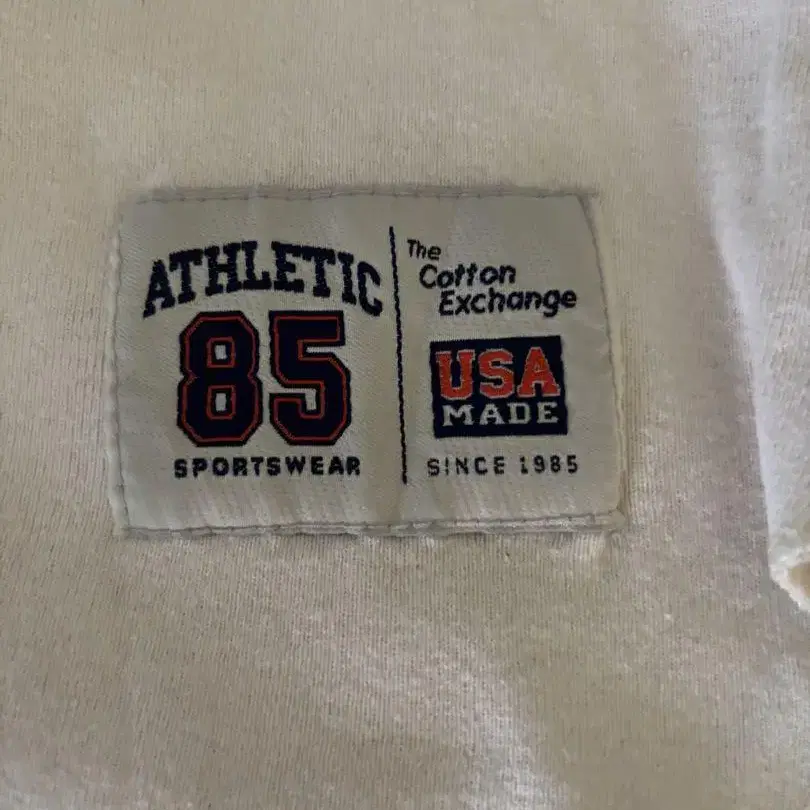 ATHLETIC
85
SPORTSWEAR
The
Cotton
Exchange
USA
MADE
SINCE 1985